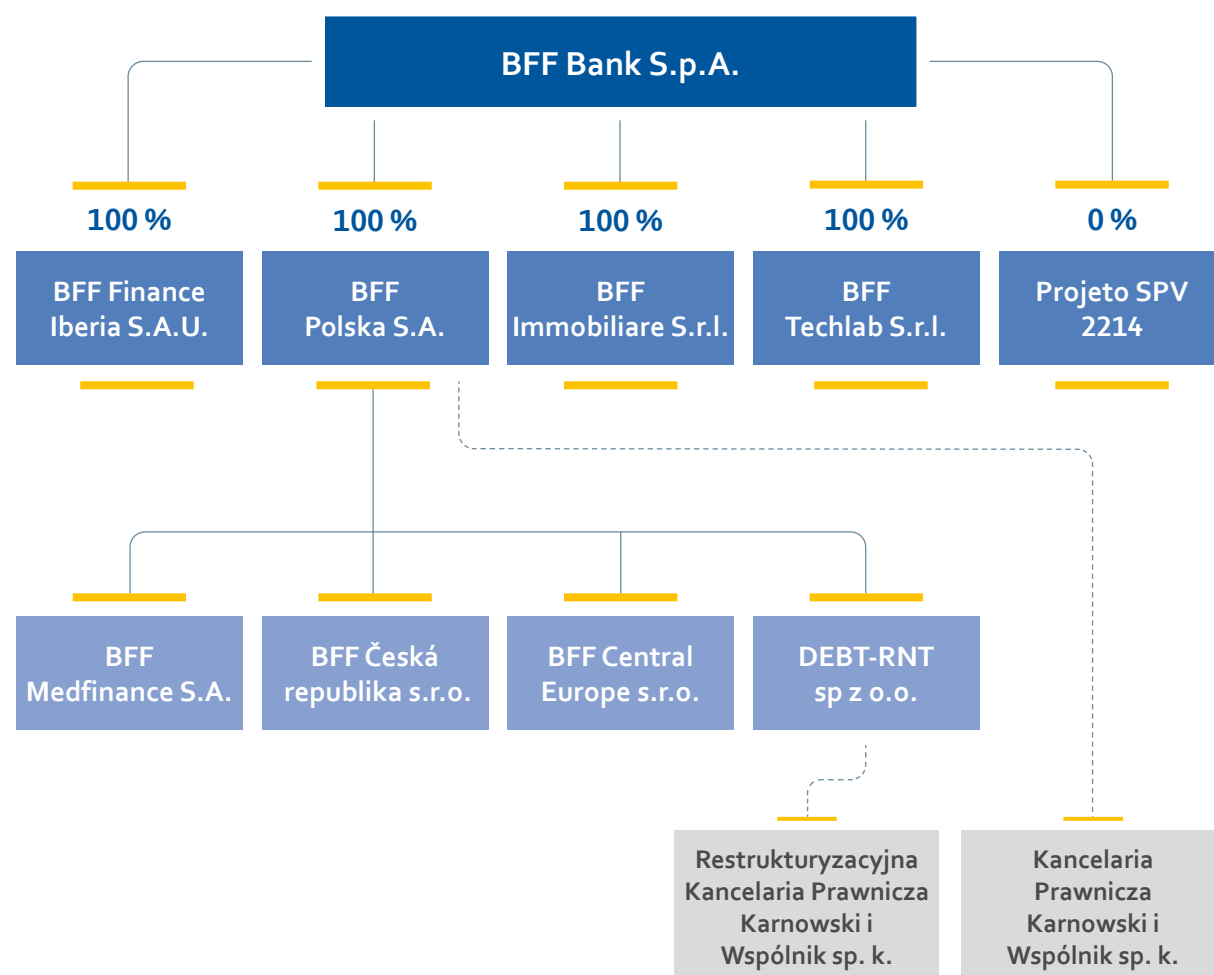 BFF Bank S.p.A.
100 %
100 %
100 %
100 %
0 %
BFF Finance
Iberia S.A.U.
BFF
Polska S.A.
BFF
Immobiliare S.r.l.
BFF
Techlab S.r.l.
Projeto SPV
2214
BFF
Medfinance S.A.
BFF Česká
republika s.r.o.
BFF Central
Europe s.r.o.
DEBT-RNT
sp z o.o.
Restrukturyzacyjna
Kancelaria Prawnicza
Karnowski i
Wspólnik sp. k.
Kancelaria
Prawnicza
Karnowski i
Wspólnik sp. k.